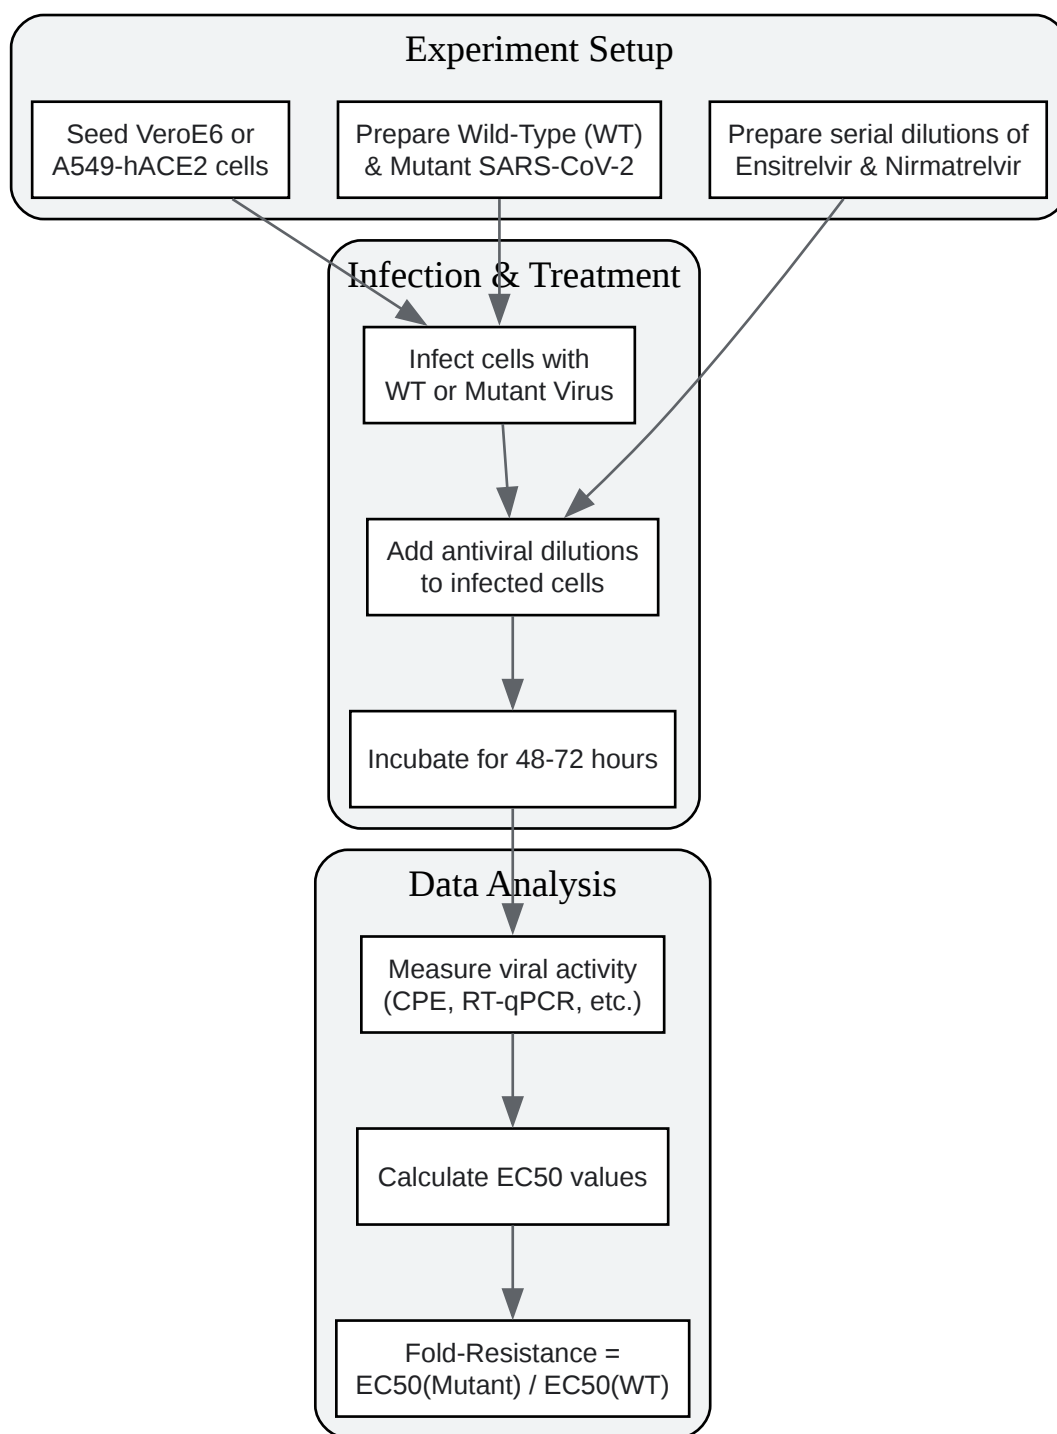 Experiment Setup
Seed VeroE6 or
A549-hACE2 cells
Prepare Wild-Type (WT)
& Mutant SARS-CoV-2
Prepare serial dilutions of
Ensitrelvir & Nirmatrelvir
Infection & Treatment
Infect cells with
WT or Mutant Virus
Add antiviral dilutions
to infected cells
Incubate for 48-72 hours
Data Analysis
Measure viral activity
(CPE, RT-qPCR, etc.)
Calculate EC50 values
Fold-Resistance =
EC50(Mutant) / EC50(WT)